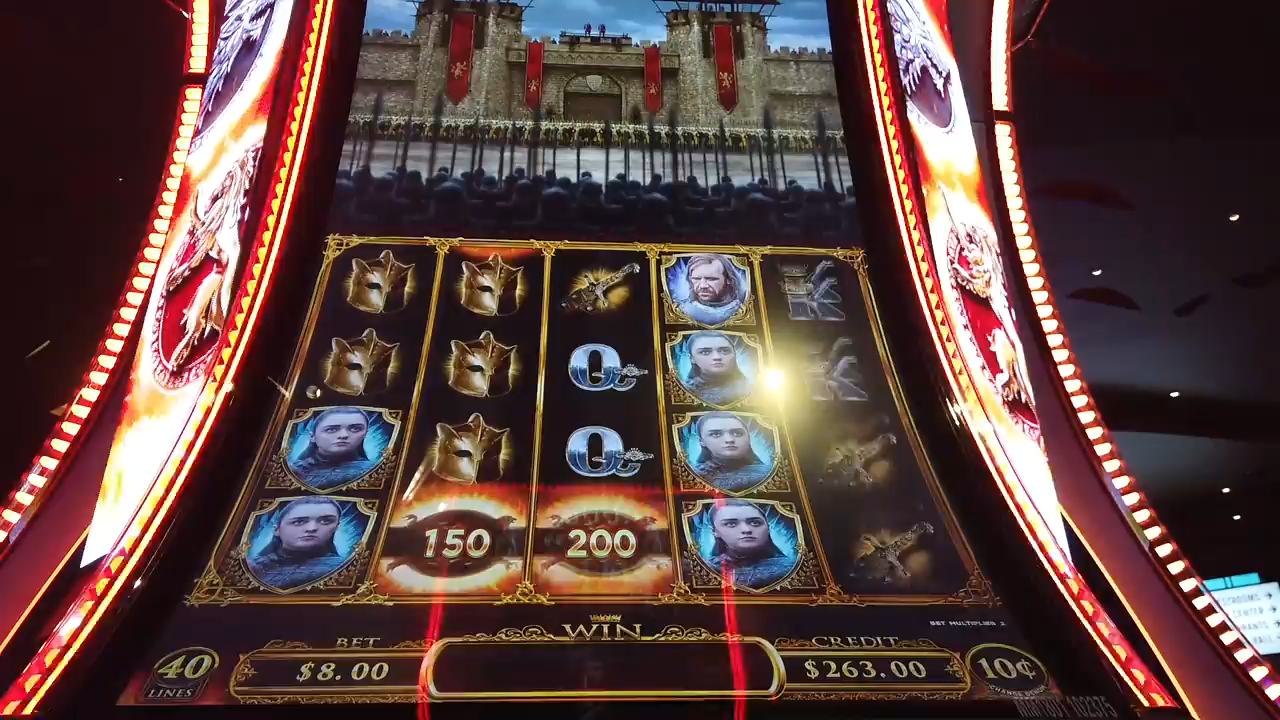 Q
Q
150
200
WIN
BET
CREDIT
BET MULTIPLIER 2
40
LINES
$8.00
$263.00
10¢